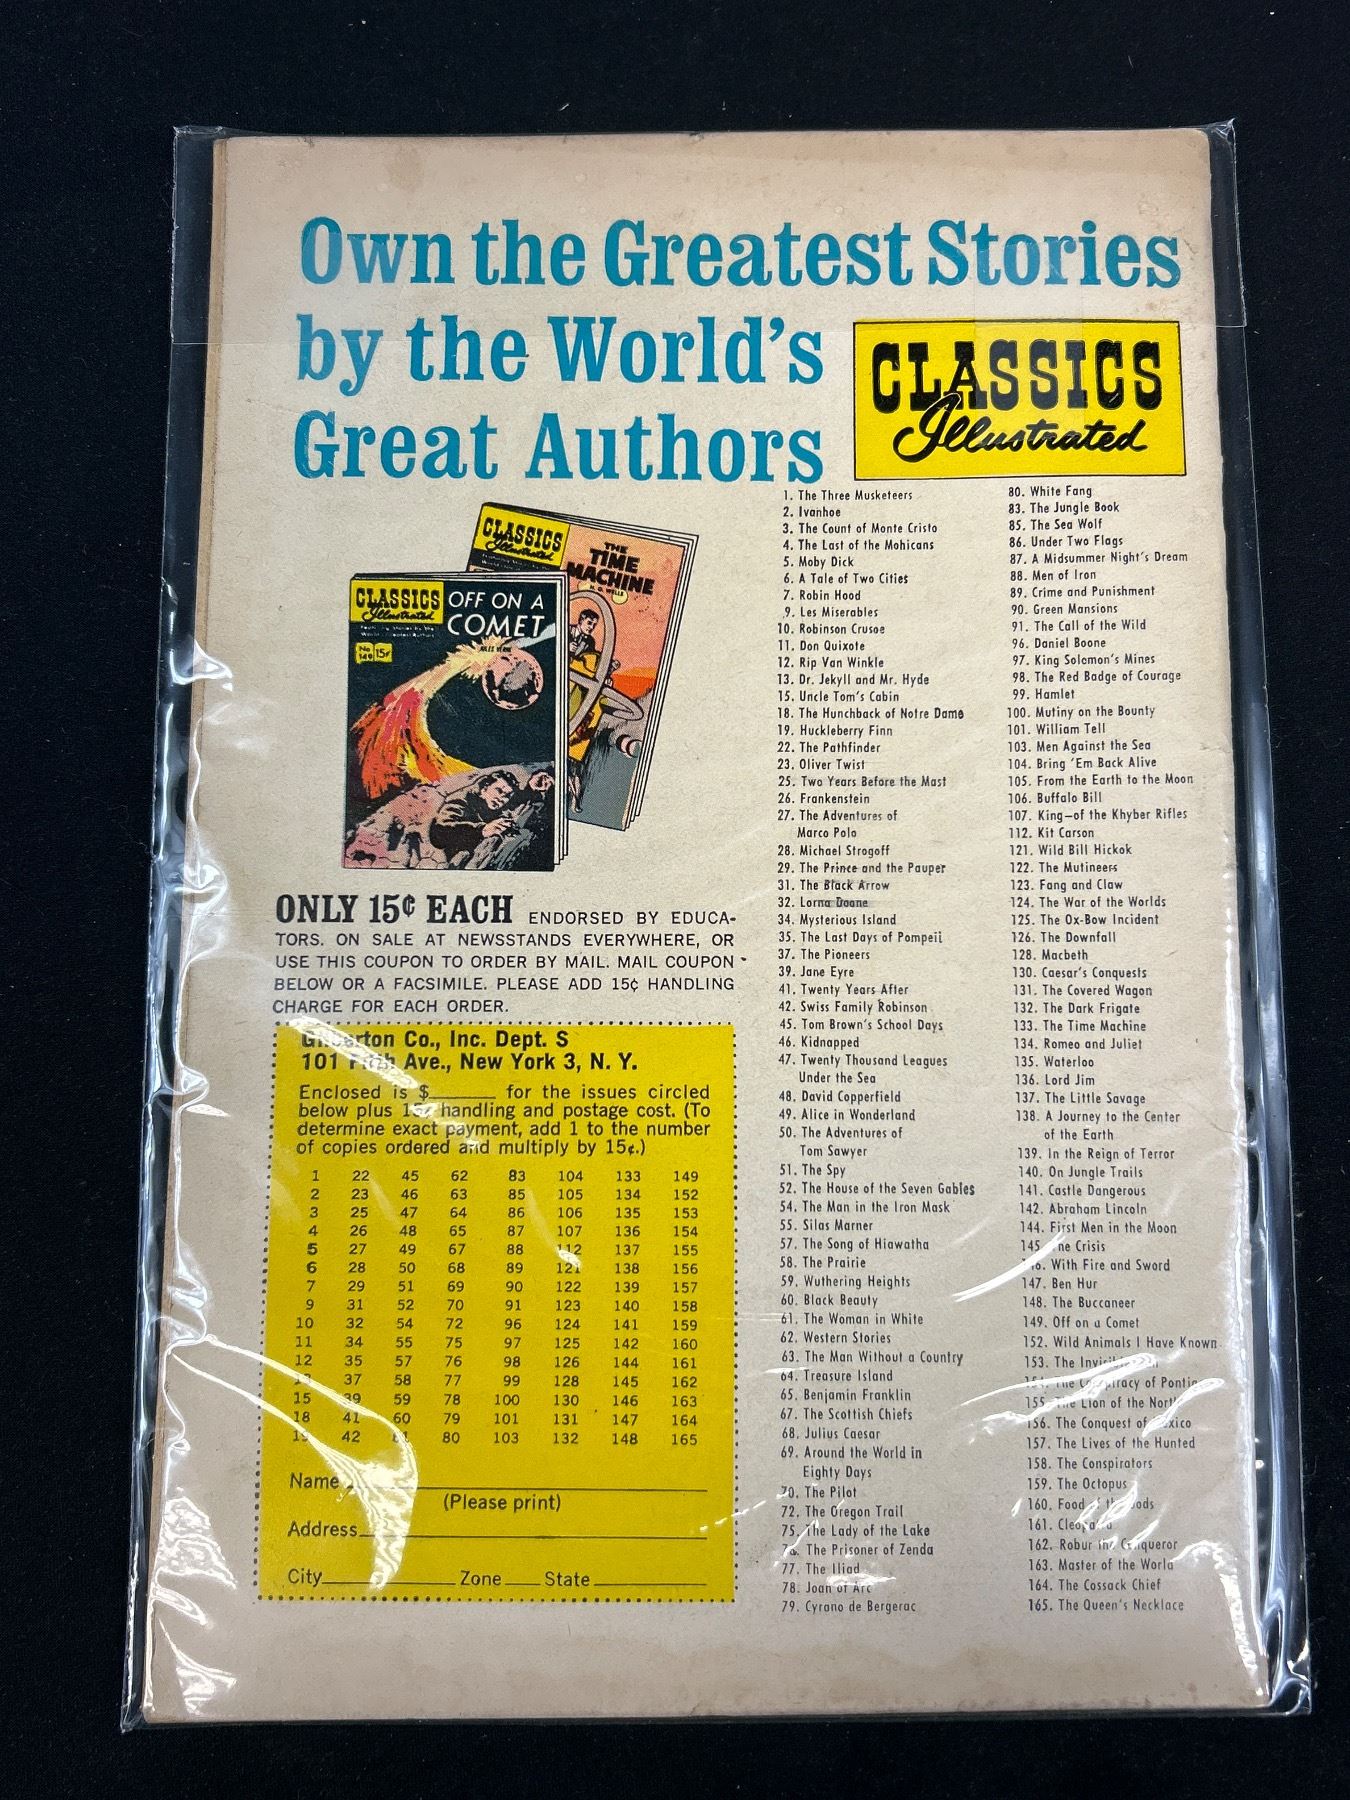 Own the Greatest Stories
by the World's
Great Authors
CLASSICS
Illustrated
CLASSICS
Illustrated
THE
TIME
MACHINE
H. G. WELLS
CLASSICS
Illustrated
OFF ON A
COMET
JULES VERNE
No
149
15¢
ONLY 15¢ EACH ENDORSED BY EDUCA-
TORS. ON SALE AT NEWSSTANDS EVERYWHERE, OR
USE THIS COUPON TO ORDER BY MAIL. MAIL COUPON
BELOW OR A FACSIMILE. PLEASE ADD 15¢ HANDLING
CHARGE FOR EACH ORDER.
Co., Inc. Dept. S
101 Fifth Ave., New York 3, N. Y.
Enclosed is $______ for the issues circled
below plus 15¢ handling and postage cost. (To
determine exact payment, add 1 to the number
of copies ordered and multiply by 15¢.)
1 22 45 62 83 104 133 149
2 23 46 63 85 105 134 152
3 25 47 64 86 106 135 153
4 26 48 65 87 107 136 154
5 27 49 67 88 112 137 155
6 28 50 68 89 121 138 156
7 29 51 69 90 122 139 157
9 31 52 70 91 123 140 158
10 32 54 72 96 124 141 159
11 34 55 75 97 125 142 160
12 35 57 76 98 126 144 161
37 58 77 99 128 145 162
15 39 59 78 100 130 146 163
18 41 60 79 101 131 147 164
42 80 103 132 148 165
Name
(Please print)
Address
City Zone State
1. The Three Musketeers
2. Ivanhoe
3. The Count of Monte Cristo
4. The Last of the Mohicans
5. Moby Dick
6. A Tale of Two Cities
7. Robin Hood
9. Les Miserables
10. Robinson Crusoe
11. Don Quixote
12. Rip Van Winkle
13. Dr. Jekyll and Mr. Hyde
15. Uncle Tom's Cabin
18. The Hunchback of Notre Dame
19. Huckleberry Finn
22. The Pathfinder
23. Oliver Twist
25. Two Years Before the Mast
26. Frankenstein
27. The Adventures of
Marco Polo
28. Michael Strogoff
29. The Prince and the Pauper
31. The Black Arrow
32. Lorna Doone
34. Mysterious Island
35. The Last Days of Pompeii
37. The Pioneers
39. Jane Eyre
41. Twenty Years After
42. Swiss Family Robinson
45. Tom Brown's School Days
46. Kidnapped
47. Twenty Thousand Leagues
Under the Sea
48. David Copperfield
49. Alice in Wonderland
50. The Adventures of
Tom Sawyer
51. The Spy
52. The House of the Seven Gables
54. The Man in the Iron Mask
55. Silas Marner
57. The Song of Hiawatha
58. The Prairie
59. Wuthering Heights
60. Black Beauty
61. The Woman in White
62. Western Stories
63. The Man Without a Country
64. Treasure Island
65. Benjamin Franklin
67. The Scottish Chiefs
68. Julius Caesar
69. Around the World in
Eighty Days
70. The Pilot
72. The Oregon Trail
75. The Lady of the Lake
76. The Prisoner of Zenda
77. The Iliad
78. Joan of Arc
79. Cyrano de Bergerac
80. White Fang
83. The Jungle Book
85. The Sea Wolf
86. Under Two Flags
87. A Midsummer Night's Dream
88. Men of Iron
89. Crime and Punishment
90. Green Mansions
91. The Call of the Wild
96. Daniel Boone
97. King Solomon's Mines
98. The Red Badge of Courage
99. Hamlet
100. Mutiny on the Bounty
101. William Tell
103. Men Against the Sea
104. Bring 'Em Back Alive
105. From the Earth to the Moon
106. Buffalo Bill
107. King—of the Khyber Rifles
112. Kit Carson
121. Wild Bill Hickok
122. The Mutineers
123. Fang and Claw
124. The War of the Worlds
125. The Ox-Bow Incident
126. The Downfall
128. Macbeth
130. Caesar's Conquests
131. The Covered Wagon
132. The Dark Frigate
133. The Time Machine
134. Romeo and Juliet
135. Waterloo
136. Lord Jim
137. The Little Savage
138. A Journey to the Center
of the Earth
139. In the Reign of Terror
140. On Jungle Trails
141. Castle Dangerous
142. Abraham Lincoln
144. First Men in the Moon
145. The Crisis
146. With Fire and Sword
147. Ben Hur
148. The Buccaneer
149. Off on a Comet
152. Wild Animals I Have Known
153. The
154. The Conspiracy of Pontiac
155. The Lion of the North
156. The Conquest of Mexico
157. The Lives of the Hunted
158. The Conspirators
159. The Octopus
160. Food of the Gods
161. Cleopatra
162. Robur the Conqueror
163. Master of the World
164. The Cossack Chief
165. The Queen's Necklace